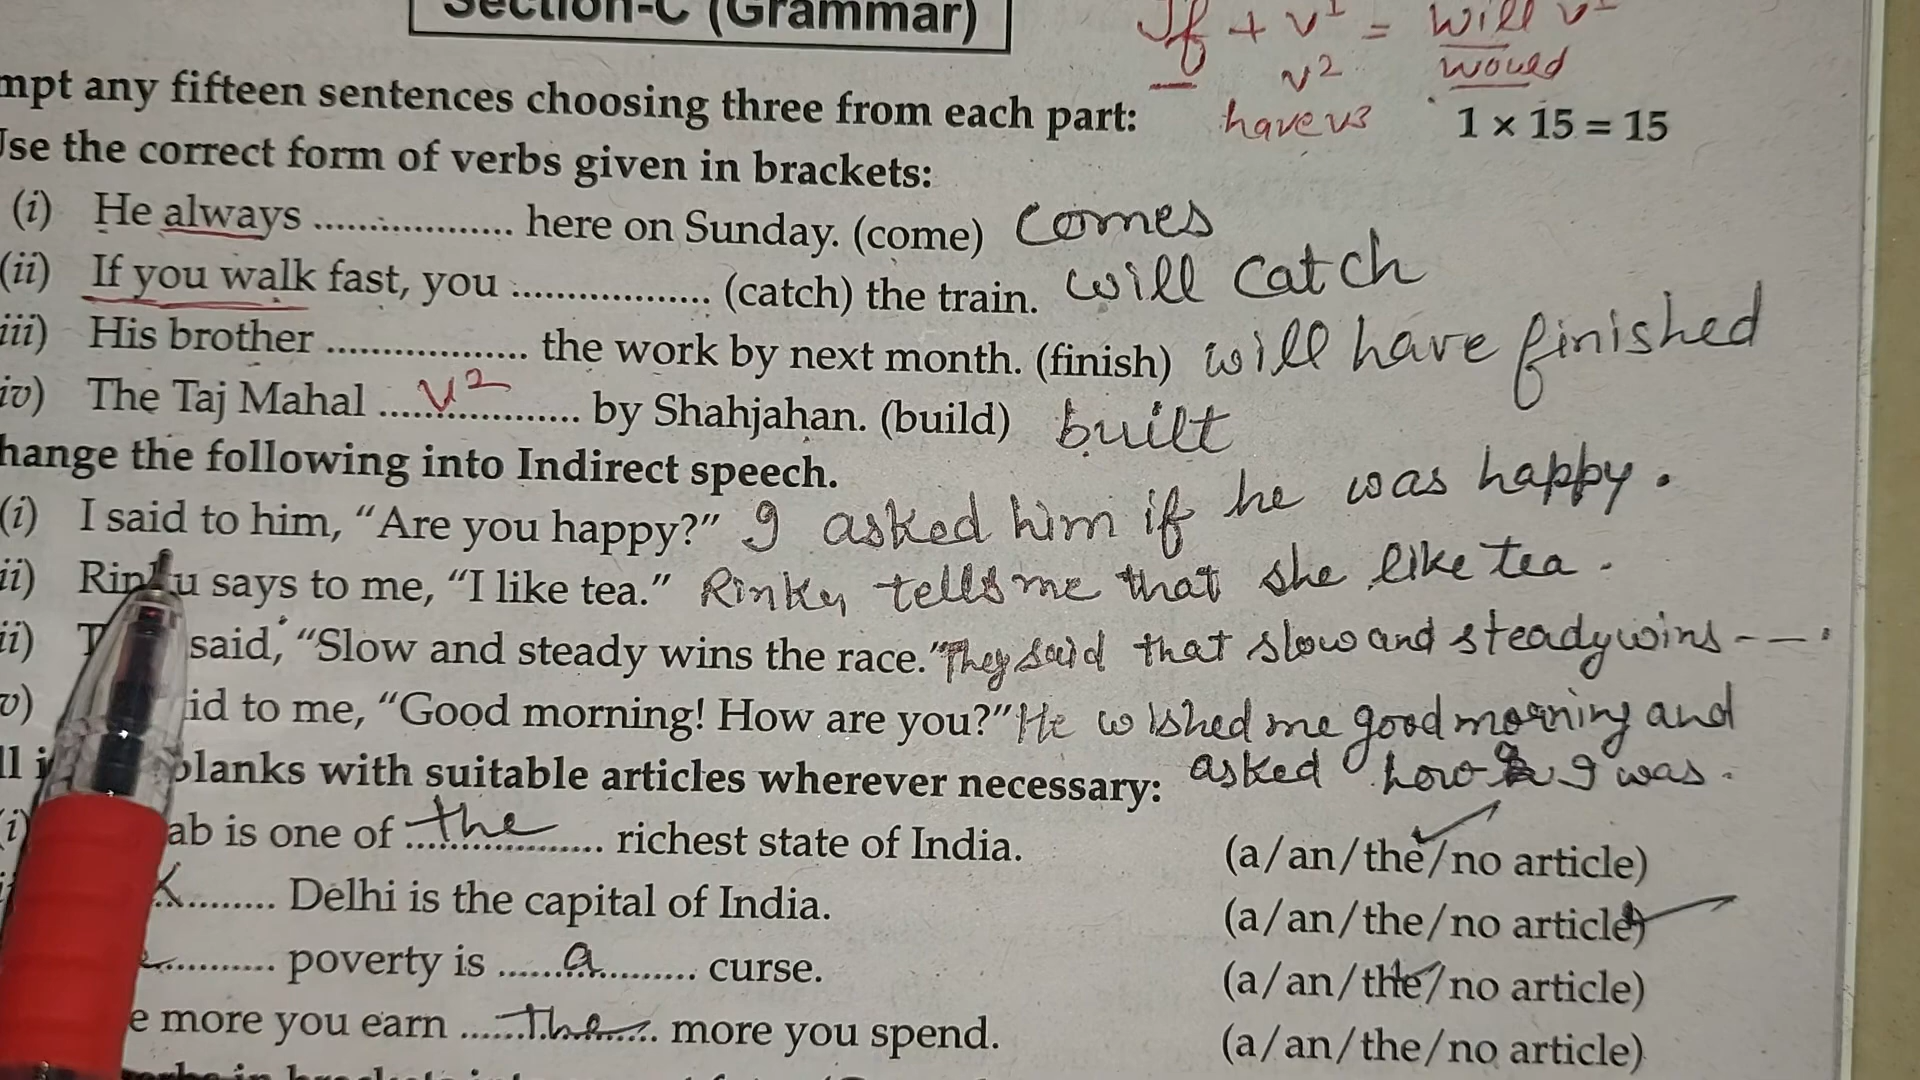 Section-C (Grammar)
If + v1 = will v1
v2 would
have v3
mpt any fifteen sentences choosing three from each part: 1 × 15 = 15
Use the correct form of verbs given in brackets:
(i) He always .................. here on Sunday. (come) comes
(ii) If you walk fast, you .................. (catch) the train. will catch
iii) His brother .................. the work by next month. (finish) will have finished
iv) The Taj Mahal ....v2.............. by Shahjahan. (build) built
hange the following into Indirect speech.
(i) I said to him, “Are you happy?” I asked him if he was happy.
ii) Rinku says to me, “I like tea.” Rinky tells me that she like tea.
ii) said, “Slow and steady wins the race.” They said that slow and steady wins ---.
v) id to me, “Good morning! How are you?” He wished me good morning and
asked how I was.
ll i blanks with suitable articles wherever necessary:
(i) ab is one of ...the............... richest state of India. (a/an/the/no article)
X........ Delhi is the capital of India. (a/an/the/no article)
.......... poverty is ......a.......... curse. (a/an/the/no article)
e more you earn ......the........ more you spend. (a/an/the/no article)